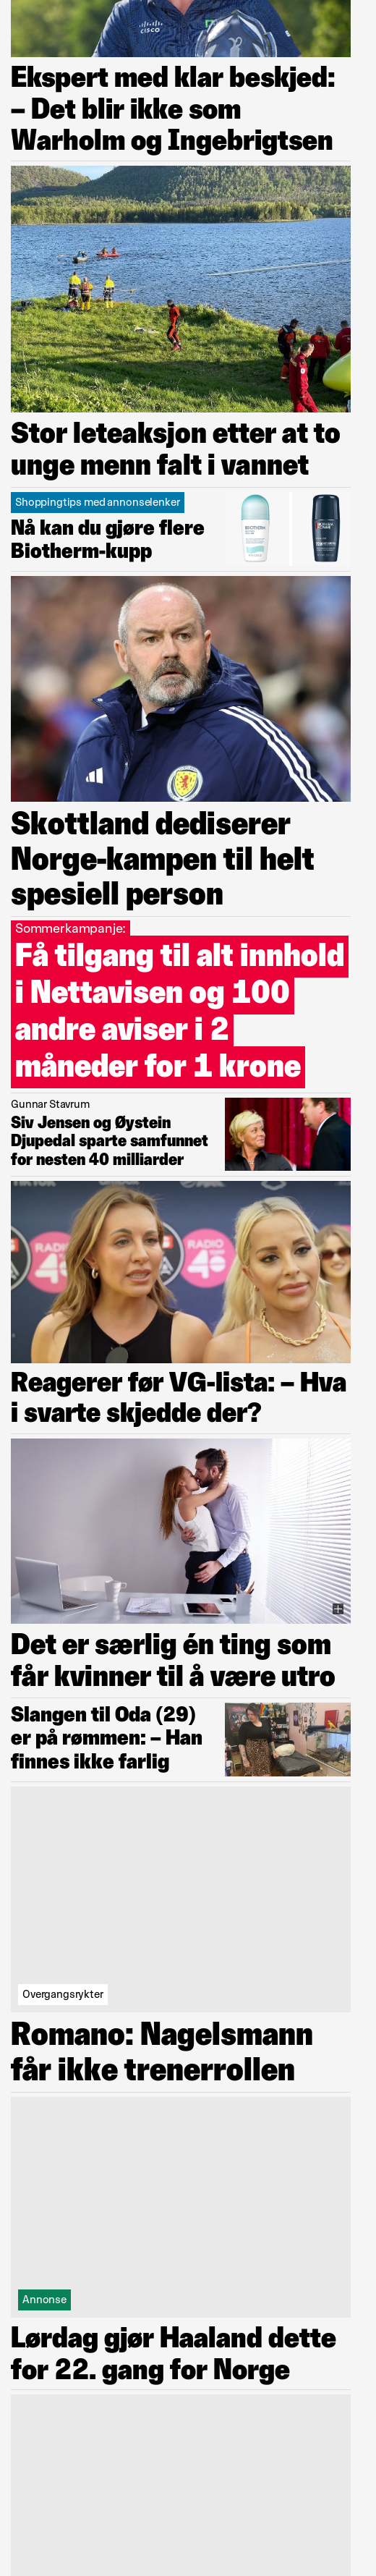 cisco
Ekspert med klar beskjed:
– Det blir ikke som
Warholm og Ingebrigtsen
Stor leteaksjon etter at to
unge menn falt i vannet
Shoppingtips med annonselenker
Nå kan du gjøre flere
Biotherm-kupp
BIOTHERM
Skottland dediserer
Norge-kampen til helt
spesiell person
Sommerkampanje:
Få tilgang til alt innhold
i Nettavisen og 100
andre aviser i 2
måneder for 1 krone
Gunnar Stavrum
Siv Jensen og Øystein
Djupedal sparte samfunnet
for nesten 40 milliarder
RADIO
RADIO
Reagerer før VG-lista: – Hva
i svarte skjedde der?
Det er særlig én ting som
får kvinner til å være utro
Slangen til Oda (29)
er på rømmen: – Han
finnes ikke farlig
Overgangsrykter
Romano: Nagelsmann
får ikke trenerrollen
Annonse
Lørdag gjør Haaland dette
for 22. gang for Norge